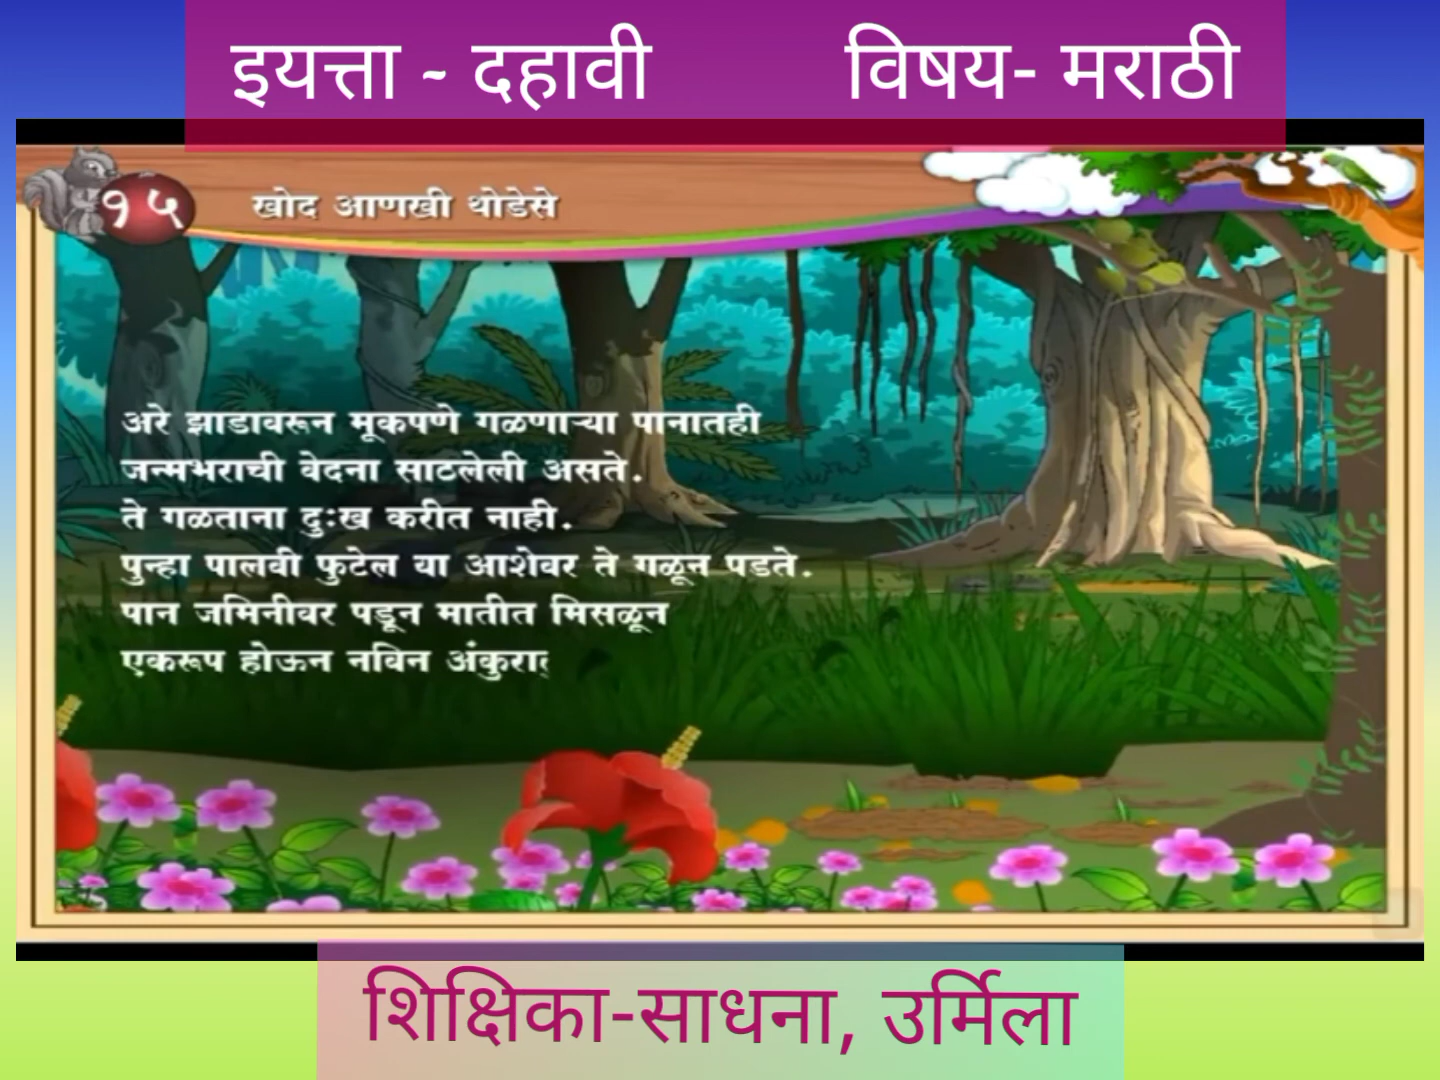 इयत्ता ~ दहावी विषय- मराठी
१५ खोद आणखी थोडेसे
अरे झाडावरून मूकपणे गळणाऱ्या पानातही
जन्मभराची वेदना साटलेली असते.
ते गळताना दुःख करीत नाही.
पुन्हा पालवी फुटेल या आशेवर ते गळून पडते.
पान जमिनीवर पडून मातीत मिसळून
एकरूप होऊन नविन
शिक्षिका-साधना, उर्मिला